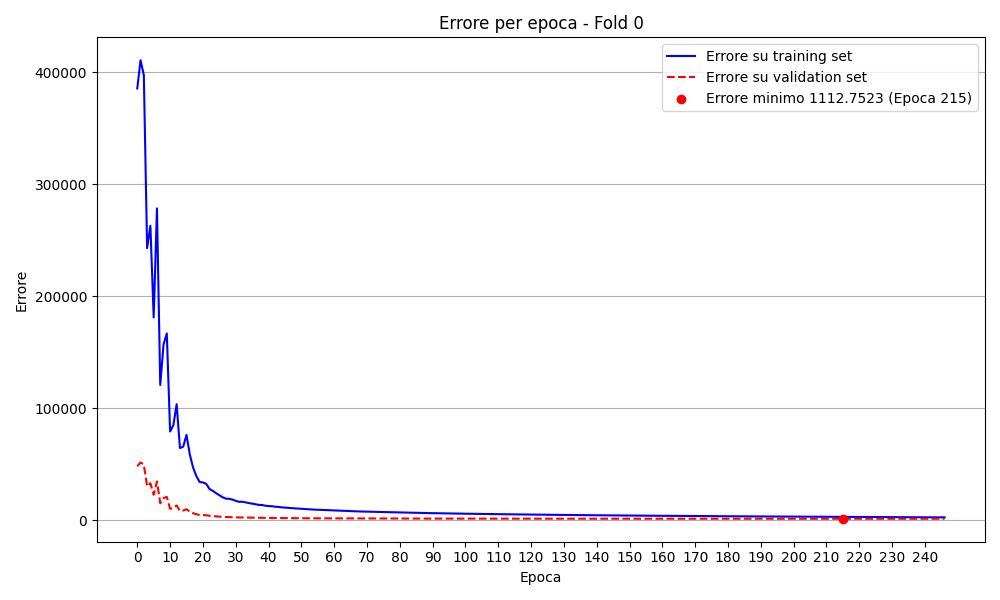 Errore per epoca - Fold 0
Errore su training set
Errore su validation set
Errore minimo 1112.7523 (Epoca 215)
400000
300000
200000
100000
0
Errore
0 10 20 30 40 50 60 70 80 90 100 110 120 130 140 150 160 170 180 190 200 210 220 230 240
Epoca